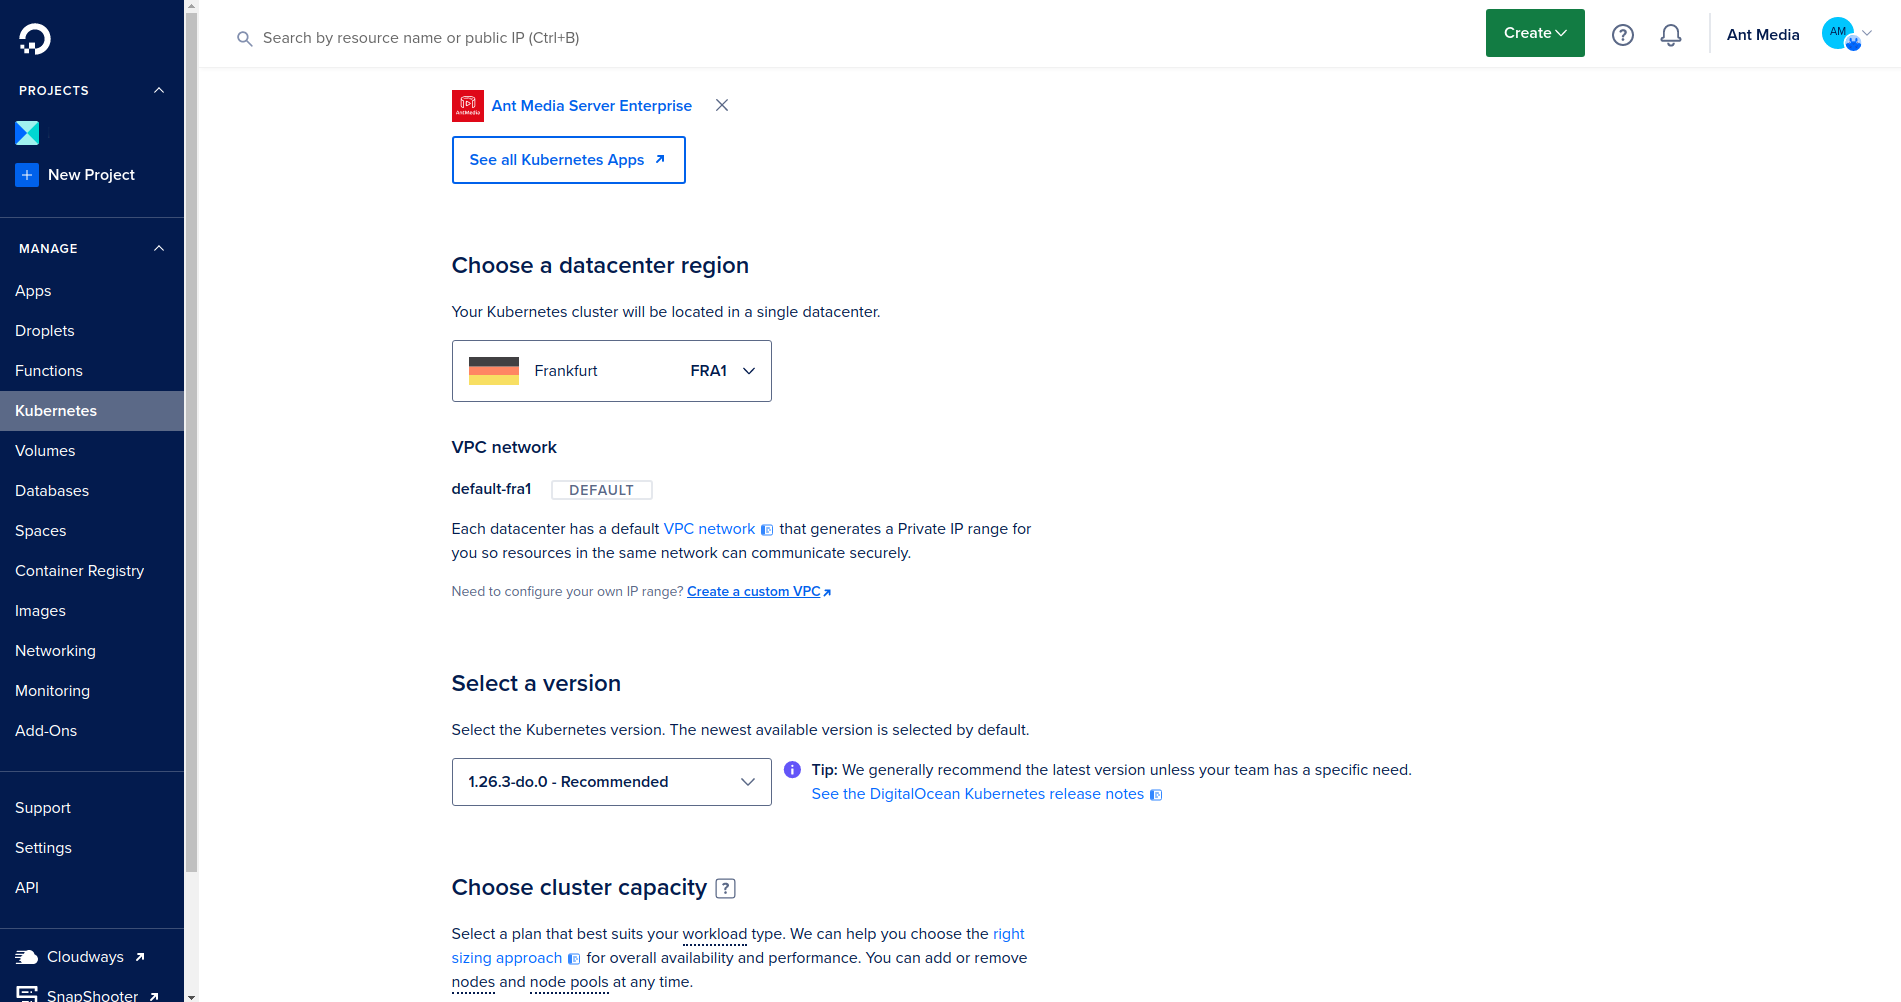 Search by resource name or public IP (Ctrl+B)
Create
?
Ant Media
AM
PROJECTS
New Project
MANAGE
Apps
Droplets
Functions
Kubernetes
Volumes
Databases
Spaces
Container Registry
Images
Networking
Monitoring
Add-Ons
Support
Settings
API
Cloudways
SnapShooter
AntMedia
Ant Media Server Enterprise
See all Kubernetes Apps
Choose a datacenter region
Your Kubernetes cluster will be located in a single datacenter.
Frankfurt FRA1
VPC network
default-fra1 DEFAULT
Each datacenter has a default VPC network that generates a Private IP range for
you so resources in the same network can communicate securely.
Need to configure your own IP range? Create a custom VPC
Select a version
Select the Kubernetes version. The newest available version is selected by default.
1.26.3-do.0 - Recommended
Tip: We generally recommend the latest version unless your team has a specific need.
See the DigitalOcean Kubernetes release notes
Choose cluster capacity ?
Select a plan that best suits your workload type. We can help you choose the right
sizing approach for overall availability and performance. You can add or remove
nodes and node pools at any time.